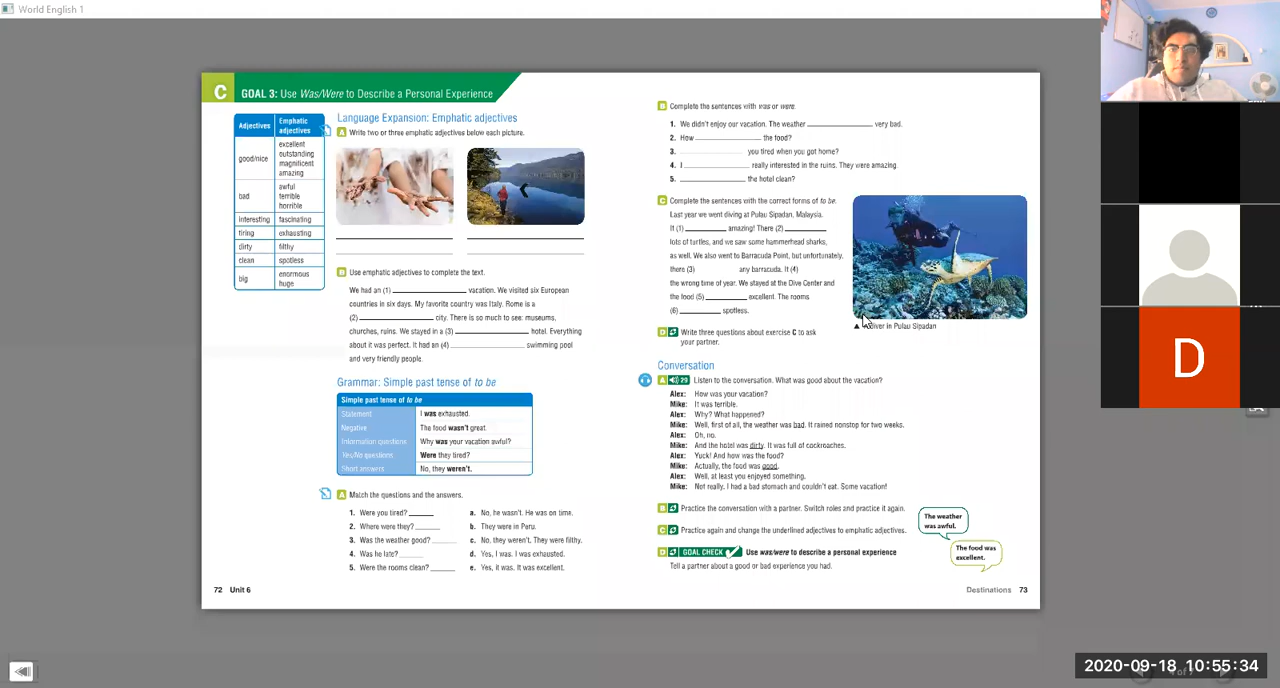 World English 1
C
GOAL 3: Use Was/Were to Describe a Personal Experience
Adjectives
Emphatic
adjectives
good/nice
excellent
outstanding
magnificent
amazing
bad
awful
terrible
horrible
interesting
fascinating
tiring
exhausting
dirty
filthy
clean
spotless
big
enormous
huge
Language Expansion: Emphatic adjectives
A Write two or three emphatic adjectives below each picture.
B Use emphatic adjectives to complete the text.
We had an (1) ____________ vacation. We visited six European
countries in six days. My favorite country was Italy. Rome is a
(2) ____________ city. There is so much to see: museums,
churches, ruins. We stayed in a (3) ____________ hotel. Everything
about it was perfect. It had an (4) ____________ swimming pool
and very friendly people.
Grammar: Simple past tense of to be
Simple past tense of to be
Statement
I was exhausted.
Negative
The food wasn't great.
Information questions
Why was your vacation awful?
Yes/No questions
Were they tired?
Short answers
No, they weren't.
A Match the questions and the answers.
1. Were you tired? ______
2. Where were they? ______
3. Was the weather good? ______
4. Was he late? ______
5. Were the rooms clean? ______
a. No, he wasn't. He was on time.
b. They were in Peru.
c. No, they weren't. They were filthy.
d. Yes, I was. I was exhausted.
e. Yes, it was. It was excellent.
72 Unit 6
B Complete the sentences with was or were.
1. We didn't enjoy our vacation. The weather ____________ very bad.
2. How ____________ the food?
3. ____________ you tired when you got home?
4. I ____________ really interested in the ruins. They were amazing.
5. ____________ the hotel clean?
C Complete the sentences with the correct forms of to be.
Last year we went diving at Pulau Sipadan, Malaysia.
It (1) ________ amazing! There (2) ________
lots of turtles, and we saw some hammerhead sharks,
as well. We also went to Barracuda Point, but unfortunately,
there (3) ________ any barracuda. It (4)
the wrong time of year. We stayed at the Dive Center and
the food (5) ________ excellent. The rooms
(6) ________ spotless.
▲ diver in Pulau Sipadan
D Write three questions about exercise C to ask
your partner.
Conversation
A 29 Listen to the conversation. What was good about the vacation?
Alex: How was your vacation?
Mike: It was terrible.
Alex: Why? What happened?
Mike: Well, first of all, the weather was bad. It rained nonstop for two weeks.
Alex: Oh, no.
Mike: And the hotel was dirty. It was full of cockroaches.
Alex: Yuck! And how was the food?
Mike: Actually, the food was good.
Alex: Well, at least you enjoyed something.
Mike: Not really. I had a bad stomach and couldn't eat. Some vacation!
B Practice the conversation with a partner. Switch roles and practice it again.
C Practice again and change the underlined adjectives to emphatic adjectives.
The weather
was awful.
The food was
excellent.
D GOAL CHECK Use was/were to describe a personal experience
Tell a partner about a good or bad experience you had.
Destinations 73
D
2020-09-18 10:55:34